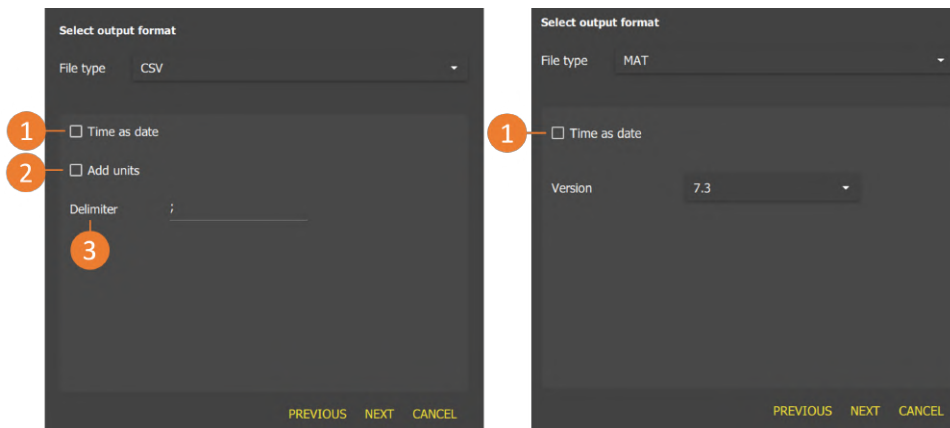 Select output format
File type CSV
1 Time as date
2 Add units
Delimiter ;
3
PREVIOUS NEXT CANCEL
Select output format
File type MAT
1 Time as date
Version 7.3
PREVIOUS NEXT CANCEL